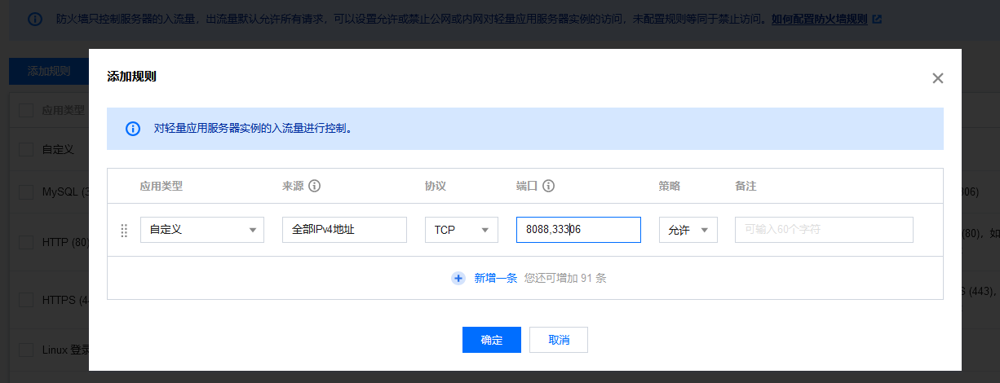 防火墙只控制服务器的入流量，出流量默认允许所有请求，可以设置允许或禁止公网或内网对轻量应用服务器实例的访问，未配置规则等同于禁止访问。如何配置防火墙规则
添加规则
添加规则
对轻量应用服务器实例的入流量进行控制。
应用类型
应用类型 来源 协议 端口 策略 备注
自定义
自定义 全部IPv4地址 TCP 8088,33306 允许 可输入60个字符
MySQL (3 306)
HTTP (80) (80)，如
新增一条 您还可增加 91 条
HTTPS (44 S (443)，
确定 取消
Linux 登录